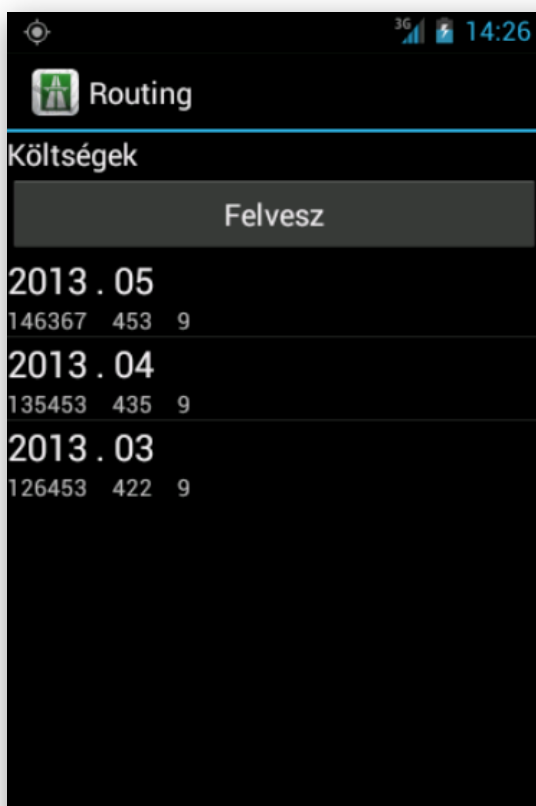 3G 14:26
Routing
Költségek
Felvesz
2013 . 05
146367 453 9
2013 . 04
135453 435 9
2013 . 03
126453 422 9